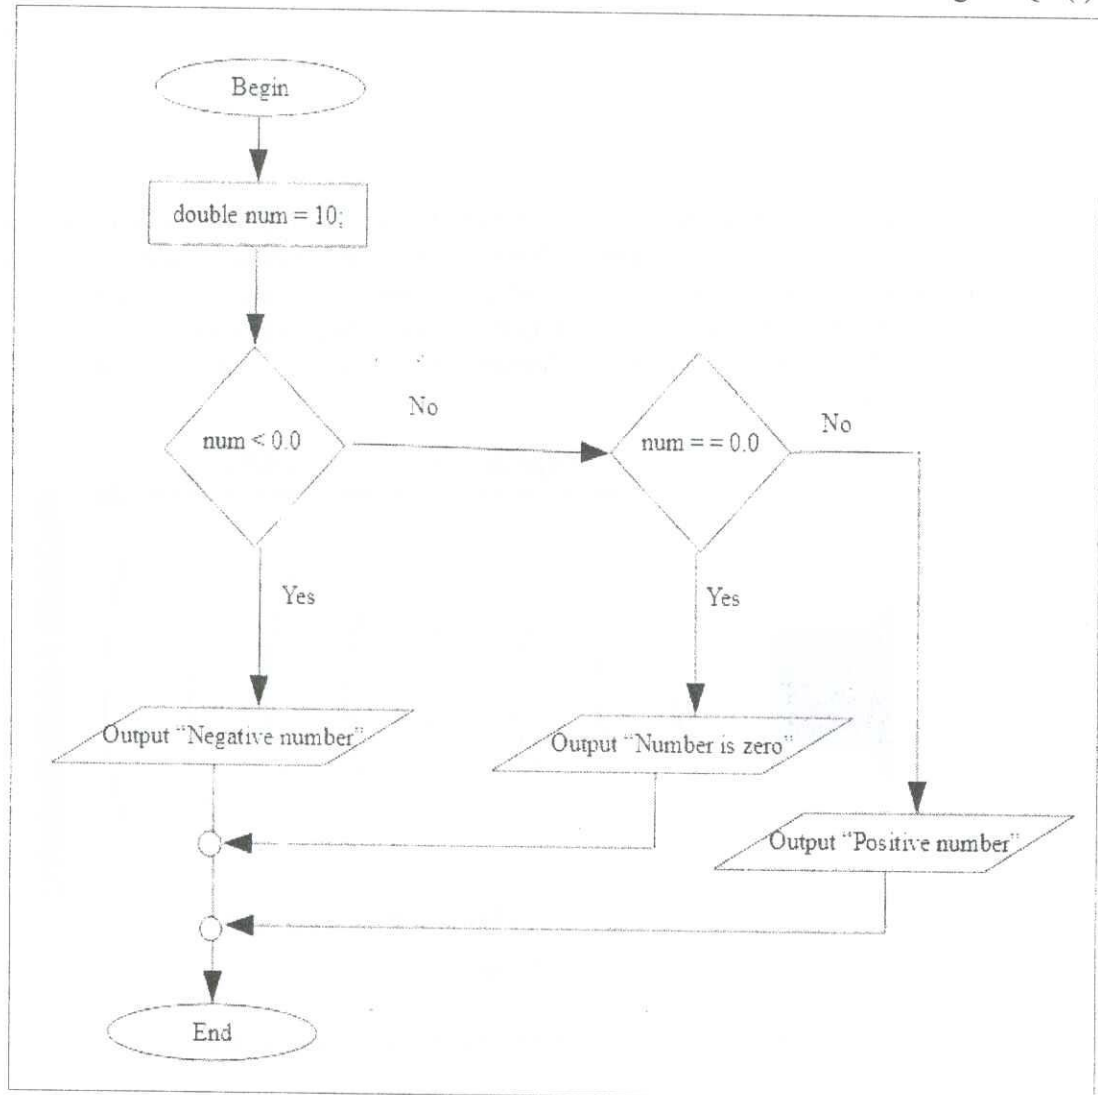 Begin
double num = 10;
num < 0.0
No
num = = 0.0
No
Yes
Yes
Output “Negative number”
Output “Number is zero”
Output “Positive number”
End